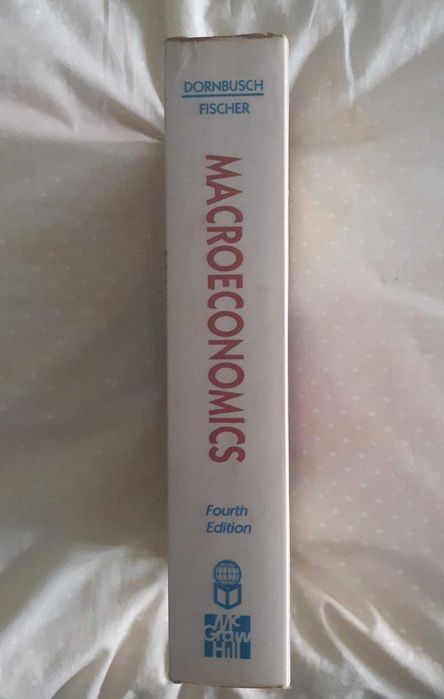 DORNBUSCH
FISCHER
MACROECONOMICS
Fourth
Edition
Mc
Graw
Hill